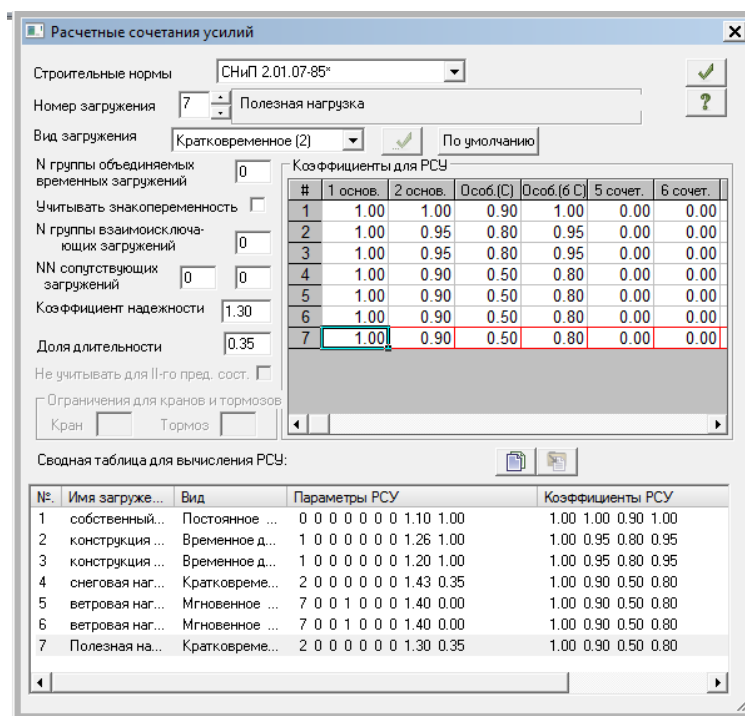 Расчетные сочетания усилий
Строительные нормы СНиП 2.01.07-85*
Номер загружения 7 Полезная нагрузка
Вид загружения Кратковременное (2) По умолчанию
N группы объединяемых временных загружений 0
Учитывать знакопеременность
N группы взаимоисключа-
ющих загружений 0
NN сопутствующих загружений 0 0
Коэффициент надежности 1.30
Доля длительности 0.35
Не учитывать для II-го пред. сост.
Ограничения для кранов и тормозов
Кран Тормоз
Коэффициенты для РСУ
# 1 основ. 2 основ. Особ.(С) Особ.(б С) 5 сочет. 6 сочет.
1 1.00 1.00 0.90 1.00 0.00 0.00
2 1.00 0.95 0.80 0.95 0.00 0.00
3 1.00 0.95 0.80 0.95 0.00 0.00
4 1.00 0.90 0.50 0.80 0.00 0.00
5 1.00 0.90 0.50 0.80 0.00 0.00
6 1.00 0.90 0.50 0.80 0.00 0.00
7 1.00 0.90 0.50 0.80 0.00 0.00
Сводная таблица для вычисления РСУ:
№. Имя загруже... Вид Параметры РСУ Коэффициенты РСУ
1 собственный... Постоянное ... 0 0 0 0 0 0 0 1.10 1.00 1.00 1.00 0.90 1.00
2 конструкция ... Временное д... 1 0 0 0 0 0 0 1.26 1.00 1.00 0.95 0.80 0.95
3 конструкция ... Временное д... 1 0 0 0 0 0 0 1.20 1.00 1.00 0.95 0.80 0.95
4 снеговая наг... Кратковреме... 2 0 0 0 0 0 0 1.43 0.35 1.00 0.90 0.50 0.80
5 ветровая наг... Мгновенное ... 7 0 0 1 0 0 0 1.40 0.00 1.00 0.90 0.50 0.80
6 ветровая наг... Мгновенное ... 7 0 0 1 0 0 0 1.40 0.00 1.00 0.90 0.50 0.80
7 Полезная на... Кратковреме... 2 0 0 0 0 0 0 1.30 0.35 1.00 0.90 0.50 0.80